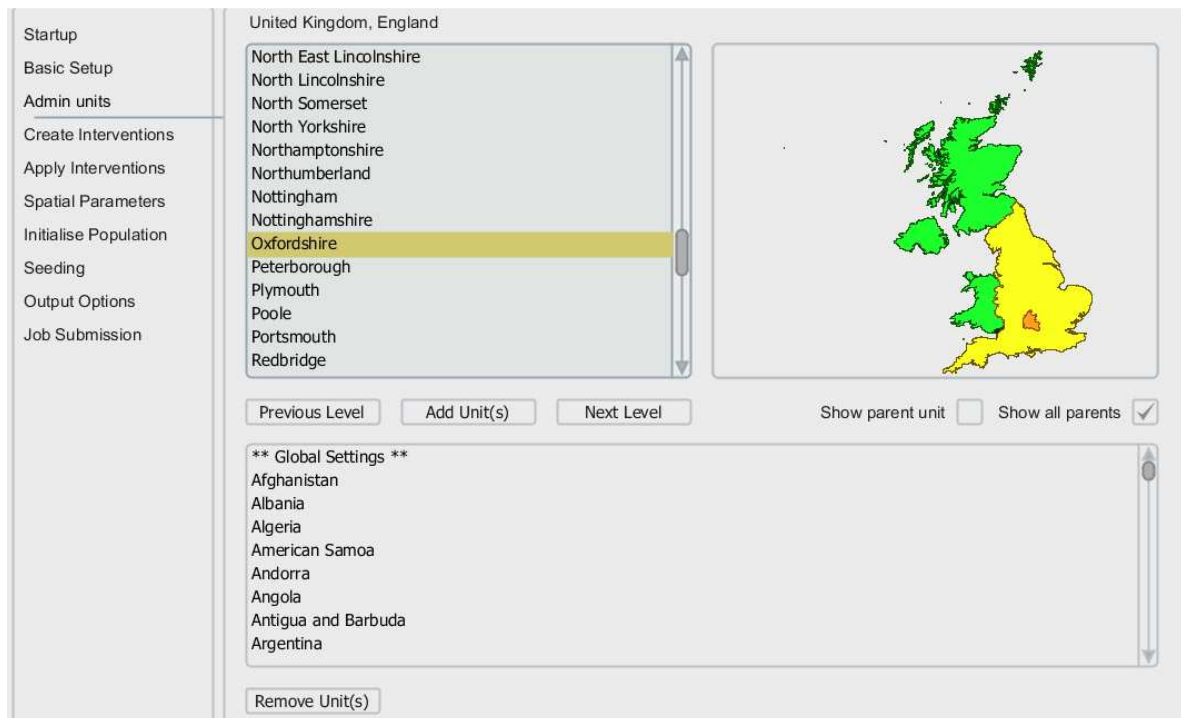 Startup
Basic Setup
Admin units
Create Interventions
Apply Interventions
Spatial Parameters
Initialise Population
Seeding
Output Options
Job Submission
United Kingdom, England
North East Lincolnshire
North Lincolnshire
North Somerset
North Yorkshire
Northamptonshire
Northumberland
Nottingham
Nottinghamshire
Oxfordshire
Peterborough
Plymouth
Poole
Portsmouth
Redbridge
Previous Level Add Unit(s) Next Level Show parent unit Show all parents
** Global Settings **
Afghanistan
Albania
Algeria
American Samoa
Andorra
Angola
Antigua and Barbuda
Argentina
Remove Unit(s)